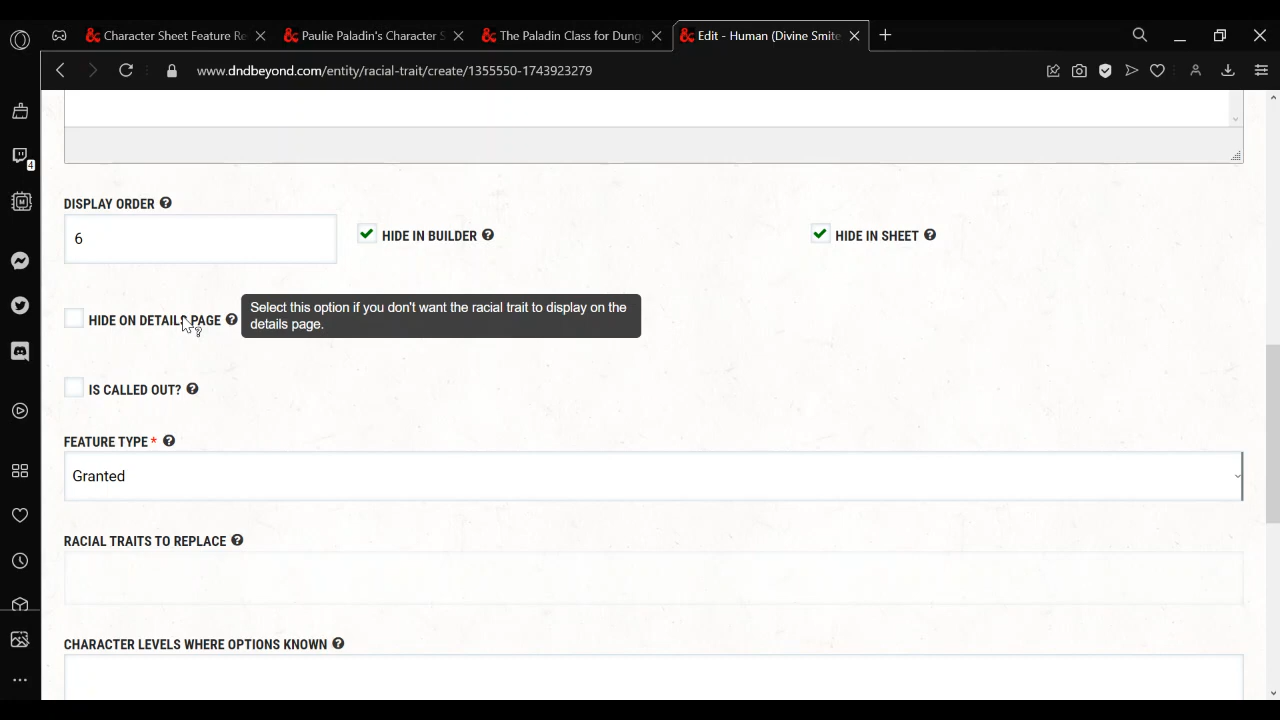 Character Sheet Feature Re
Paulie Paladin's Character S
The Paladin Class for Dung
Edit - Human (Divine Smite
www.dndbeyond.com/entity/racial-trait/create/1355550-1743923279
4
M
DISPLAY ORDER
6
HIDE IN BUILDER
HIDE IN SHEET
HIDE ON DETAILS PAGE
Select this option if you don't want the racial trait to display on the
details page.
IS CALLED OUT?
FEATURE TYPE *
Granted
RACIAL TRAITS TO REPLACE
CHARACTER LEVELS WHERE OPTIONS KNOWN